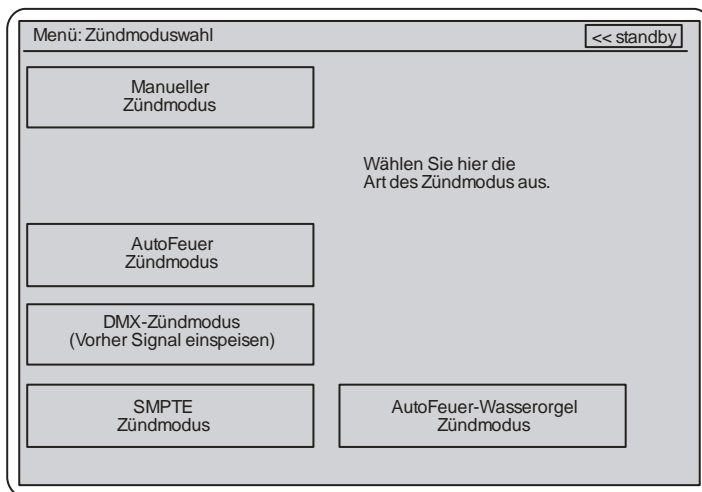 Menü: Zündmoduswahl
<< standby
Manueller
Zündmodus
Wählen Sie hier die
Art des Zündmodus aus.
AutoFeuer
Zündmodus
DMX-Zündmodus
(Vorher Signal einspeisen)
SMPTE
Zündmodus
AutoFeuer-Wasserorgel
Zündmodus